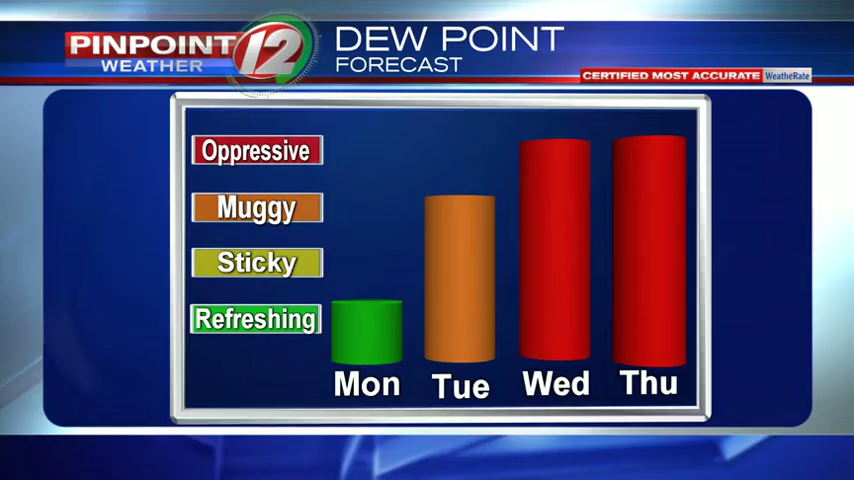 PINPOINT 12
WEATHER
DEW POINT
FORECAST
CERTIFIED MOST ACCURATE WeatheRate
Oppressive
Muggy
Sticky
Refreshing
Mon Tue Wed Thu